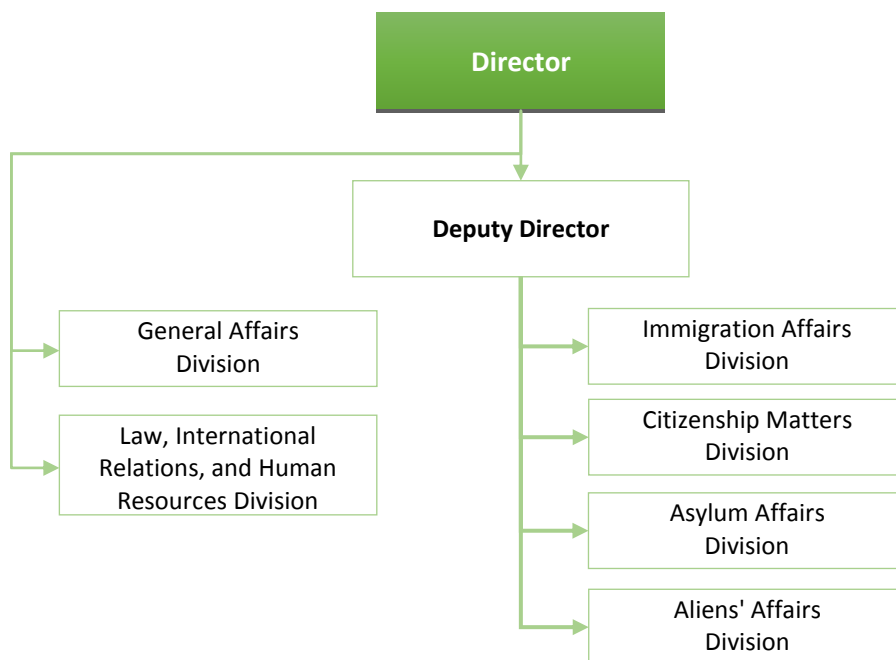 Director
Deputy Director
General Affairs
Division
Law, International
Relations, and Human
Resources Division
Immigration Affairs
Division
Citizenship Matters
Division
Asylum Affairs
Division
Aliens' Affairs
Division